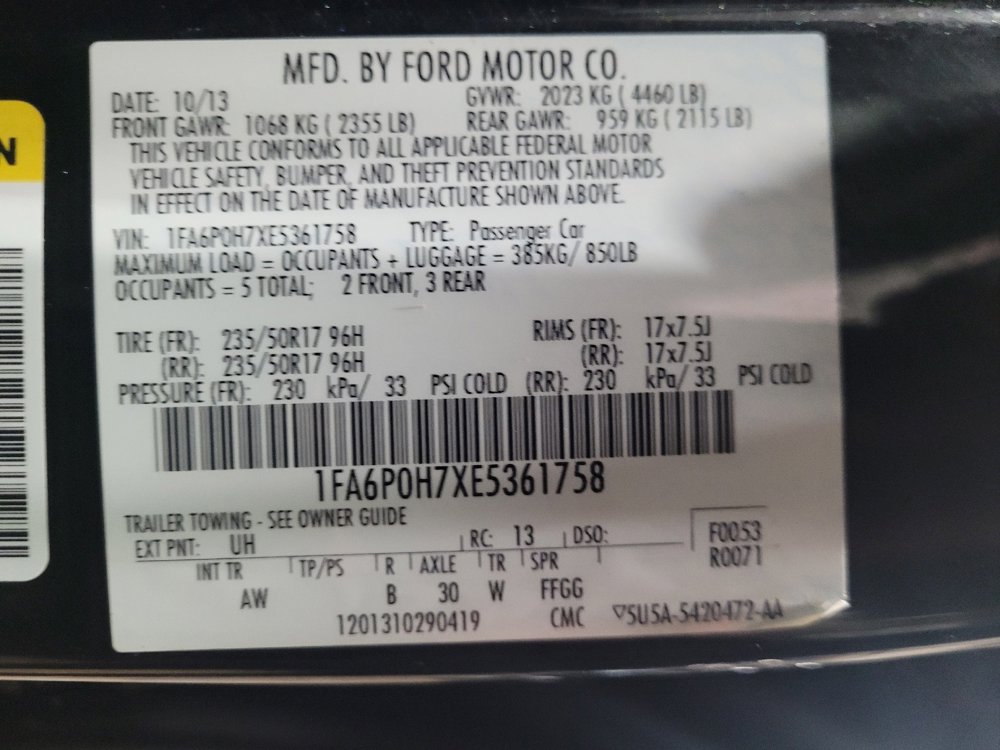 N
MFD. BY FORD MOTOR CO.
DATE: 10/13 GVWR: 2023 KG ( 4460 LB)
FRONT GAWR: 1068 KG ( 2355 LB) REAR GAWR: 959 KG ( 2115 LB)
THIS VEHICLE CONFORMS TO ALL APPLICABLE FEDERAL MOTOR
VEHICLE SAFETY, BUMPER, AND THEFT PREVENTION STANDARDS
IN EFFECT ON THE DATE OF MANUFACTURE SHOWN ABOVE.
VIN: 1FA6P0H7XE5361758 TYPE: Passenger Car
MAXIMUM LOAD = OCCUPANTS + LUGGAGE = 385KG/ 850LB
OCCUPANTS = 5 TOTAL; 2 FRONT, 3 REAR
TIRE (FR): 235/50R17 96H RIMS (FR): 17x7.5J
(RR): 235/50R17 96H (RR): 17x7.5J
PRESSURE (FR): 230 kPa/ 33 PSI COLD (RR): 230 kPa/ 33 PSI COLD
1FA6P0H7XE5361758
TRAILER TOWING - SEE OWNER GUIDE
EXT PNT: UH RC: 13 DSO: F0053
R0071
INT TR TP/PS R AXLE TR SPR
AW B 30 W FFGG
1201310290419 CMC ▽5U5A-5420472-AA